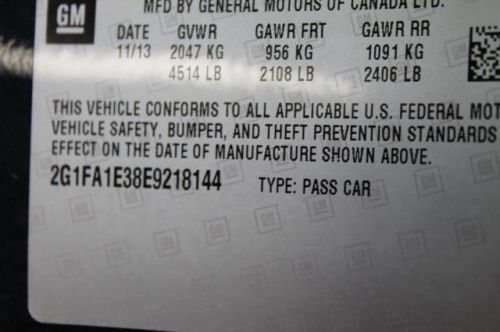 GM
MFD BY GENERAL MOTORS OF CANADA LTD.
DATE GVWR GAWR FRT GAWR RR
11/13 2047 KG 956 KG 1091 KG
4514 LB 2108 LB 2406 LB
THIS VEHICLE CONFORMS TO ALL APPLICABLE U.S. FEDERAL MOT
VEHICLE SAFETY, BUMPER, AND THEFT PREVENTION STANDARDS
EFFECT ON THE DATE OF MANUFACTURE SHOWN ABOVE.
2G1FA1E38E9218144 TYPE: PASS CAR